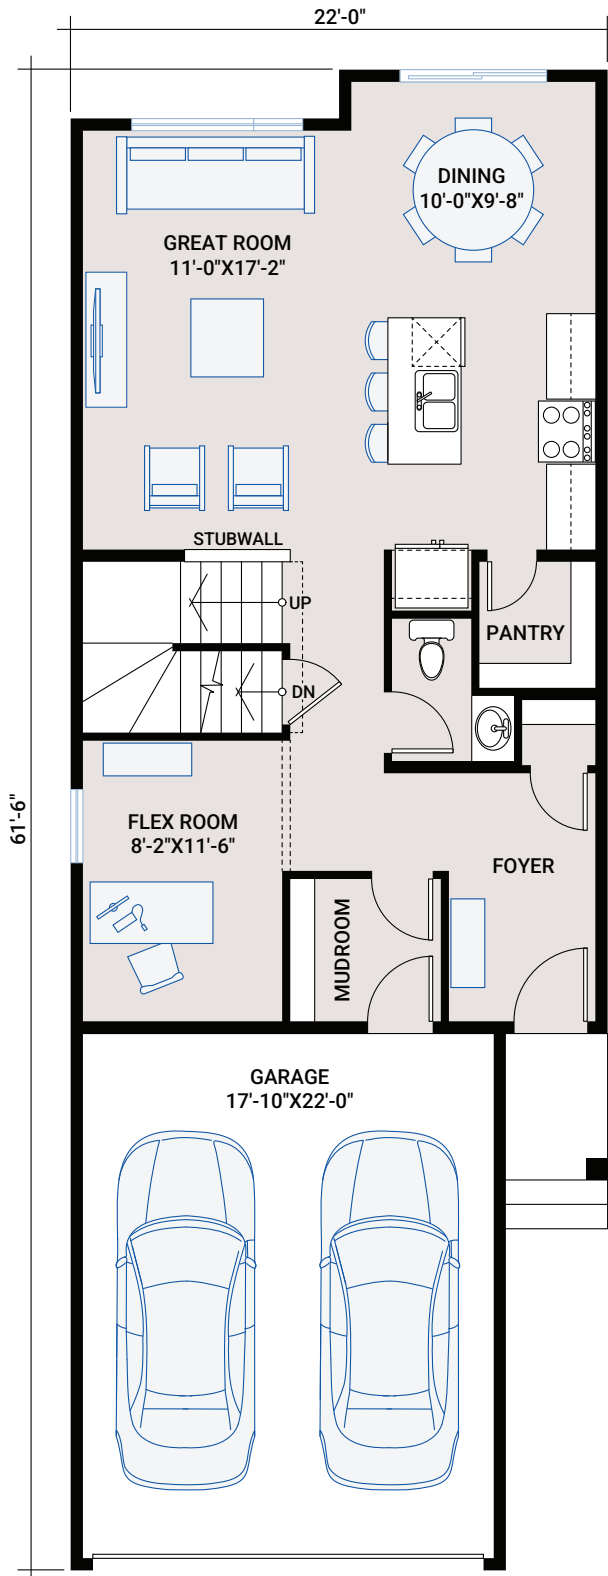 22'-0"
DINING
10'-0"X9'-8"
GREAT ROOM
11'-0"X17'-2"
STUBWALL
UP
PANTRY
DN
61'-6"
FLEX ROOM
8'-2"X11'-6"
FOYER
MUDROOM
GARAGE
17'-10"X22'-0"